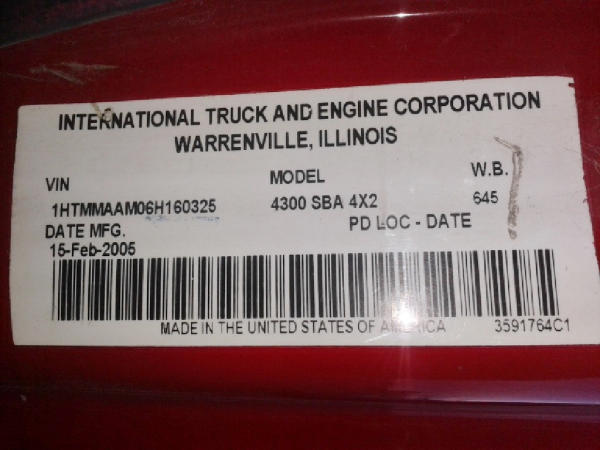 INTERNATIONAL TRUCK AND ENGINE CORPORATION
WARRENVILLE, ILLINOIS
VIN MODEL W.B.
1HTMMAAM06H160325 4300 SBA 4X2 645
DATE MFG. PD LOC - DATE
15-Feb-2005
MADE IN THE UNITED STATES OF AMERICA 3591764C1